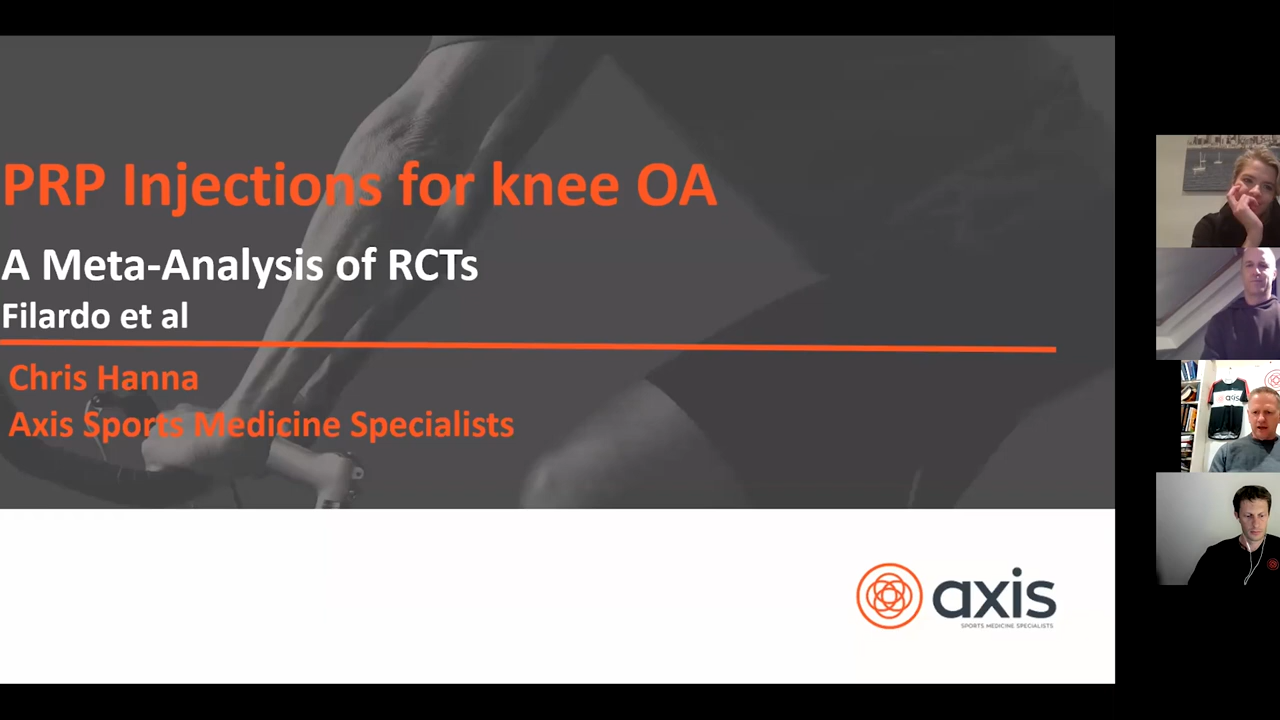 PRP Injections for knee OA
A Meta-Analysis of RCTs
Filardo et al
Chris Hanna
Axis Sports Medicine Specialists
axis
SPORTS MEDICINE SPECIALISTS
axis